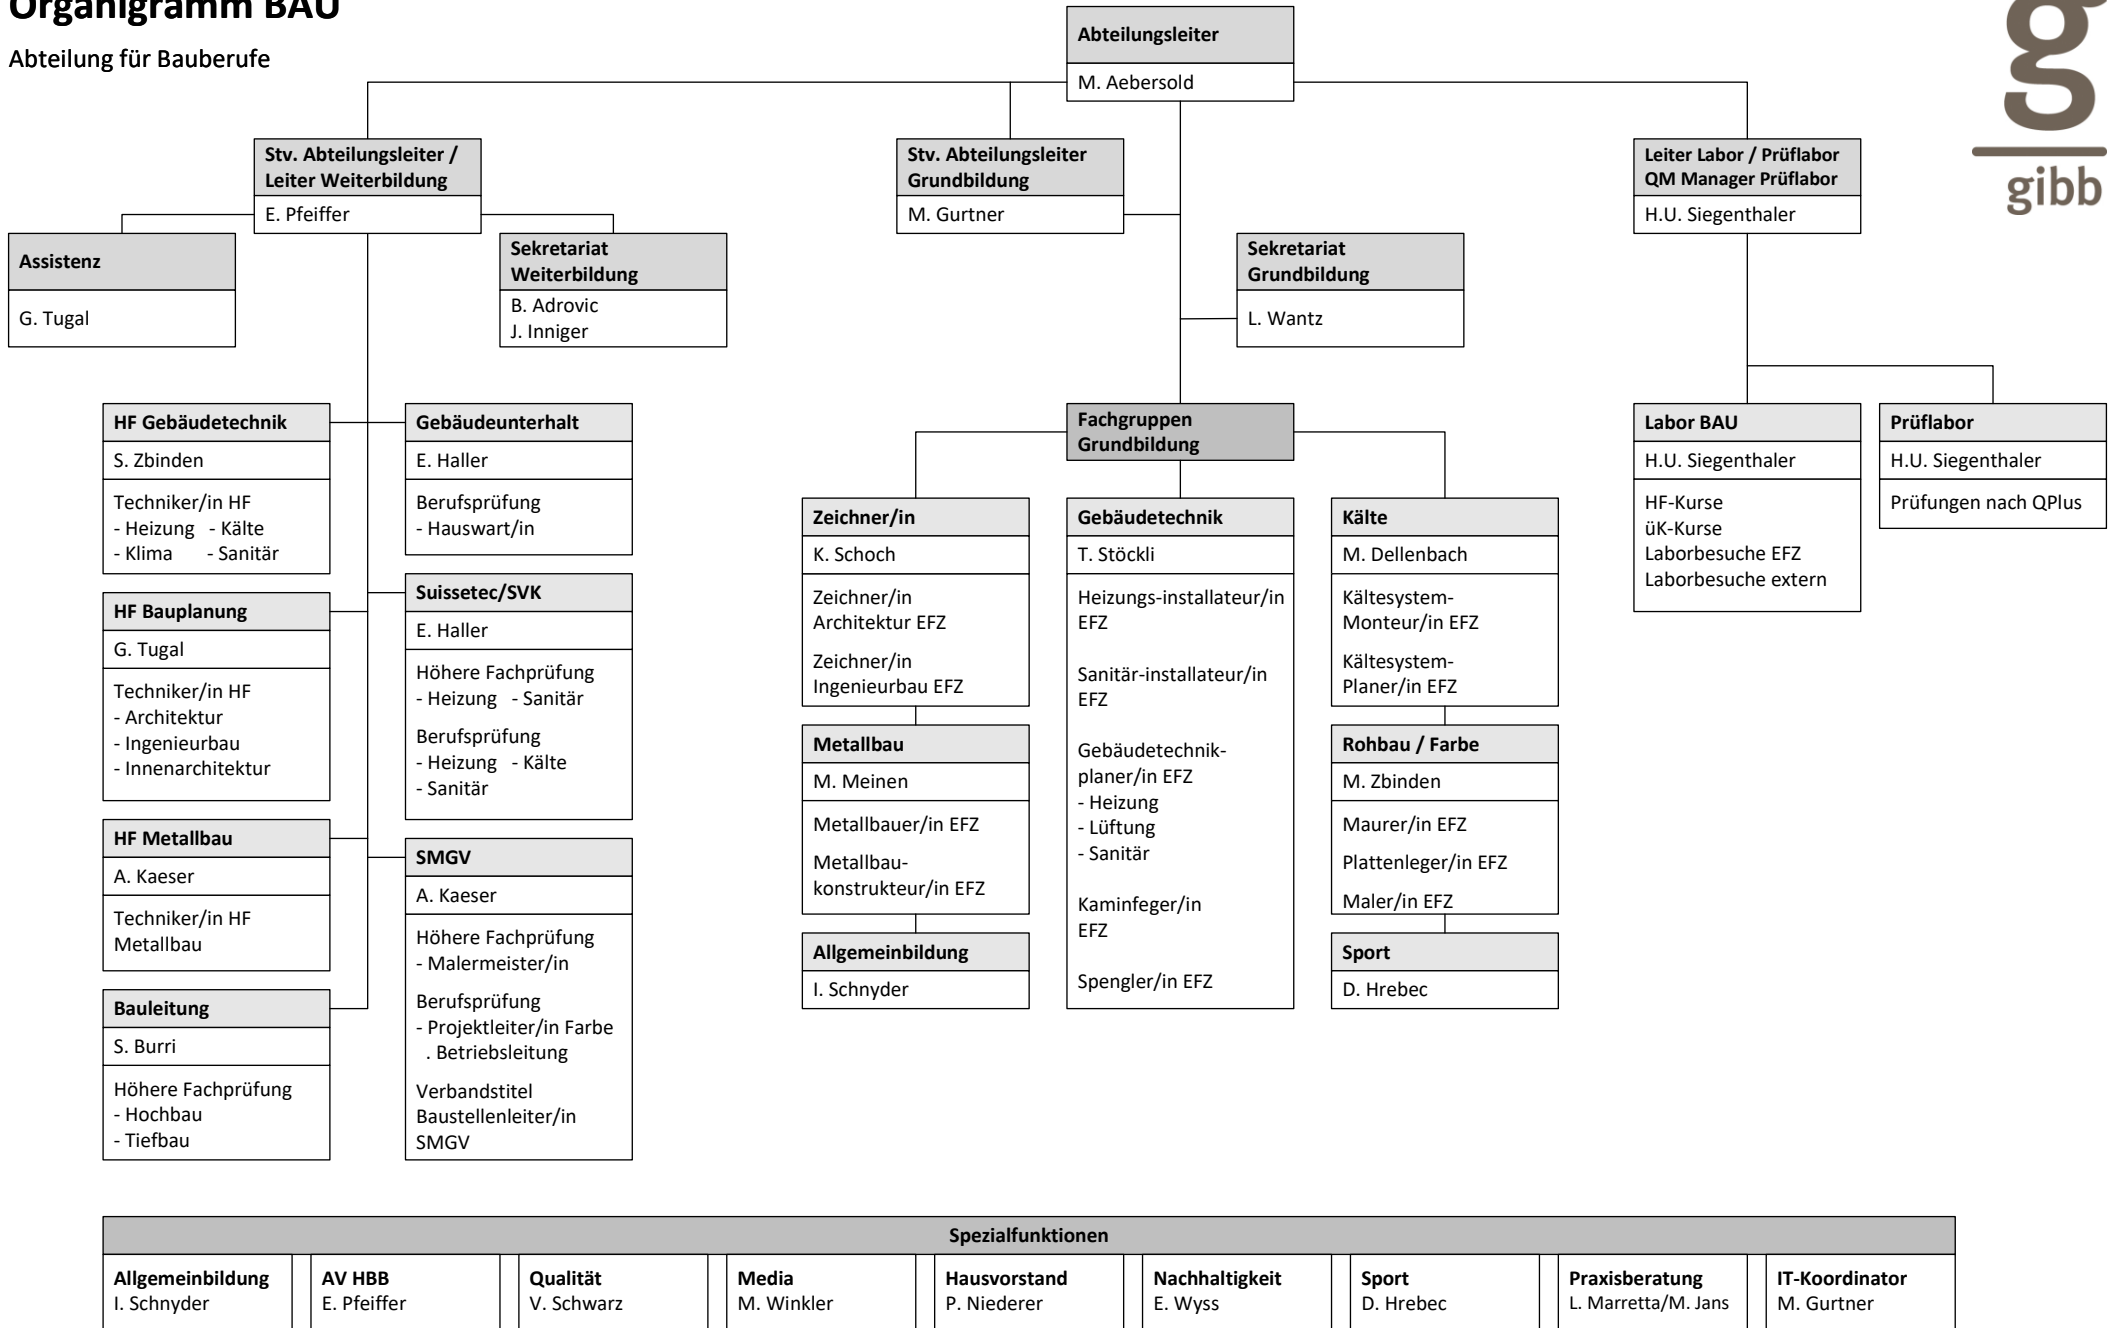 Organigramm BAU
Abteilung für Bauberufe
Abteilungsleiter
M. Aebersold
g
gibb
Stv. Abteilungsleiter /
Leiter Weiterbildung
E. Pfeiffer
Stv. Abteilungsleiter
Grundbildung
M. Gurtner
Leiter Labor / Prüflabor
QM Manager Prüflabor
H.U. Siegenthaler
Assistenz
G. Tugal
Sekretariat
Weiterbildung
B. Adrovic
J. Inniger
Sekretariat
Grundbildung
L. Wantz
HF Gebäudetechnik
S. Zbinden
Techniker/in HF
- Heizung - Kälte
- Klima - Sanitär
HF Bauplanung
G. Tugal
Techniker/in HF
- Architektur
- Ingenieurbau
- Innenarchitektur
HF Metallbau
A. Kaeser
Techniker/in HF
Metallbau
Bauleitung
S. Burri
Höhere Fachprüfung
- Hochbau
- Tiefbau
Gebäudeunterhalt
E. Haller
Berufsprüfung
- Hauswart/in
Suissetec/SVK
E. Haller
Höhere Fachprüfung
- Heizung - Sanitär
Berufsprüfung
- Heizung - Kälte
- Sanitär
SMGV
A. Kaeser
Höhere Fachprüfung
- Malermeister/in
Berufsprüfung
- Projektleiter/in Farbe
. Betriebsleitung
Verbandstitel
Baustellenleiter/in
SMGV
Fachgruppen
Grundbildung
Zeichner/in
K. Schoch
Zeichner/in
Architektur EFZ
Zeichner/in
Ingenieurbau EFZ
Metallbau
M. Meinen
Metallbauer/in EFZ
Metallbau-
konstrukteur/in EFZ
Allgemeinbildung
I. Schnyder
Gebäudetechnik
T. Stöckli
Heizungs-installateur/in
EFZ
Sanitär-installateur/in
EFZ
Gebäudetechnik-
planer/in EFZ
- Heizung
- Lüftung
- Sanitär
Kaminfeger/in
EFZ
Spengler/in EFZ
Kälte
M. Dellenbach
Kältesystem-
Monteur/in EFZ
Kältesystem-
Planer/in EFZ
Rohbau / Farbe
M. Zbinden
Maurer/in EFZ
Plattenleger/in EFZ
Maler/in EFZ
Sport
D. Hrebec
Labor BAU
H.U. Siegenthaler
HF-Kurse
üK-Kurse
Laborbesuche EFZ
Laborbesuche extern
Prüflabor
H.U. Siegenthaler
Prüfungen nach QPlus
Spezialfunktionen
Allgemeinbildung
I. Schnyder
AV HBB
E. Pfeiffer
Qualität
V. Schwarz
Media
M. Winkler
Hausvorstand
P. Niederer
Nachhaltigkeit
E. Wyss
Sport
D. Hrebec
Praxisberatung
L. Marretta/M. Jans
IT-Koordinator
M. Gurtner